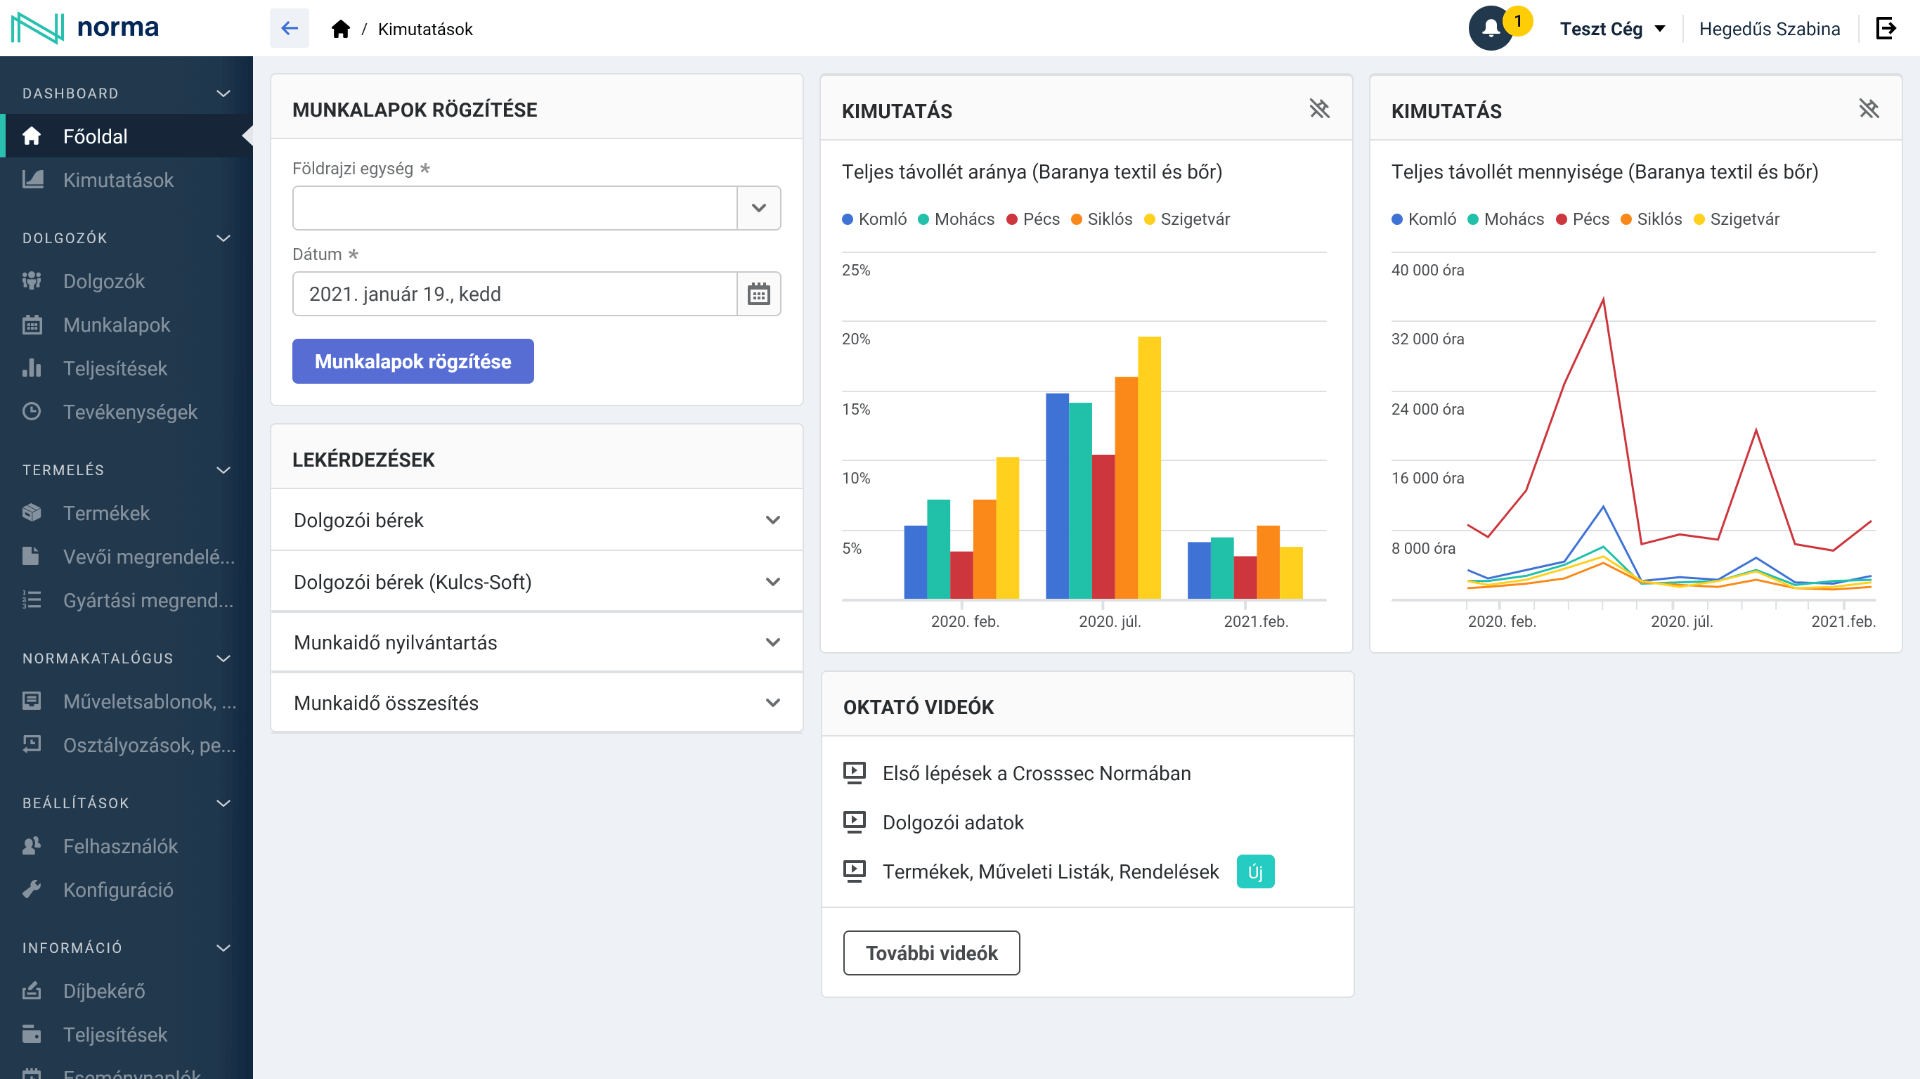 norma
/ Kimutatások
1
Teszt Cég
Hegedűs Szabina
DASHBOARD
Főoldal
Kimutatások
DOLGOZÓK
Dolgozók
Munkalapok
Teljesítések
Tevékenységek
TERMELÉS
Termékek
Vevői megrendelé...
Gyártási megrend...
NORMAKATALÓGUS
Műveletsablonok, ...
Osztályozások, pe...
BEÁLLÍTÁSOK
Felhasználók
Konfiguráció
INFORMÁCIÓ
Díjbekérő
Teljesítések
Eseménynaplók
MUNKALAPOK RÖGZÍTÉSE
Földrajzi egység *
Dátum *
2021. január 19., kedd
Munkalapok rögzítése
LEKÉRDEZÉSEK
Dolgozói bérek
Dolgozói bérek (Kulcs-Soft)
Munkaidő nyilvántartás
Munkaidő összesítés
KIMUTATÁS
Teljes távollét aránya (Baranya textil és bőr)
Komló Mohács Pécs Siklós Szigetvár
25%
20%
15%
10%
5%
2020. feb. 2020. júl. 2021.feb.
KIMUTATÁS
Teljes távollét mennyisége (Baranya textil és bőr)
Komló Mohács Pécs Siklós Szigetvár
40 000 óra
32 000 óra
24 000 óra
16 000 óra
8 000 óra
2020. feb. 2020. júl. 2021.feb.
OKTATÓ VIDEÓK
Első lépések a Crosssec Normában
Dolgozói adatok
Termékek, Műveleti Listák, Rendelések Új
További videók